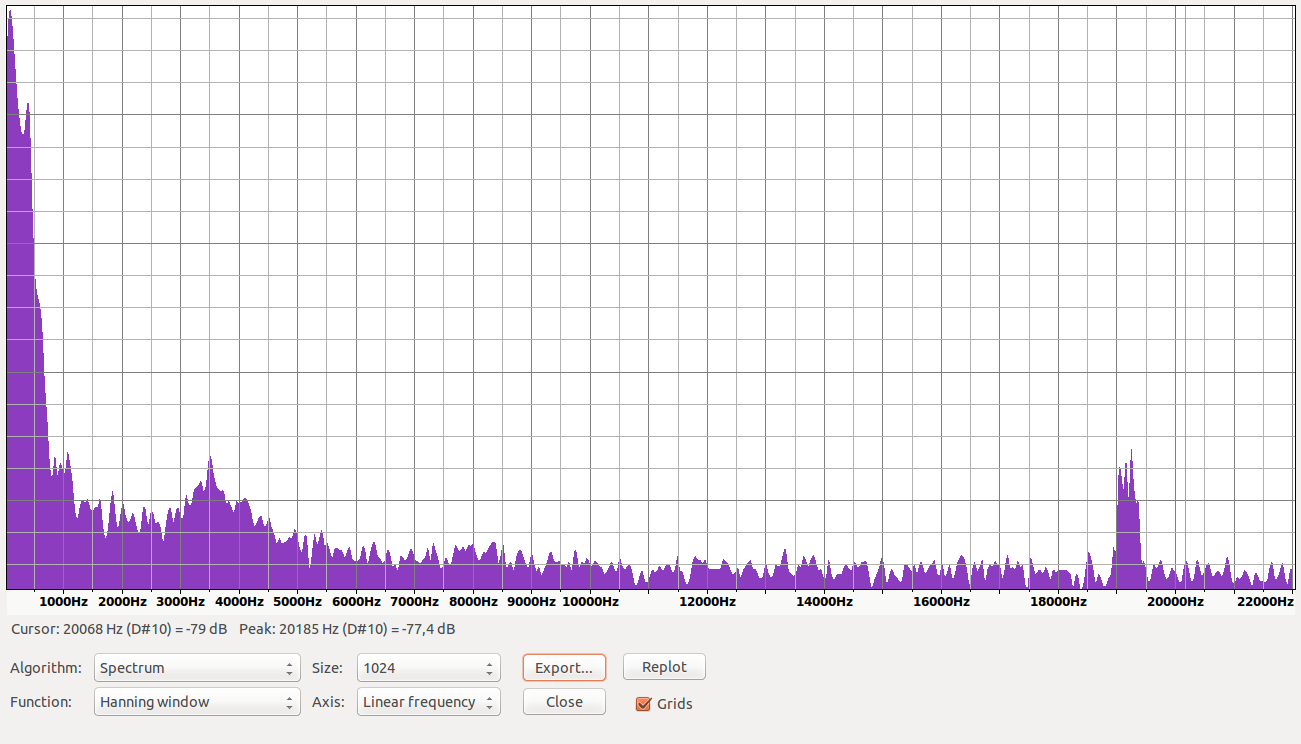 1000Hz 2000Hz 3000Hz 4000Hz 5000Hz 6000Hz 7000Hz 8000Hz 9000Hz 10000Hz 12000Hz 14000Hz 16000Hz 18000Hz 20000Hz 22000Hz
Cursor: 20068 Hz (D#10) = -79 dB Peak: 20185 Hz (D#10) = -77,4 dB
Algorithm: Spectrum Size: 1024 Export... Replot
Function: Hanning window Axis: Linear frequency Close Grids